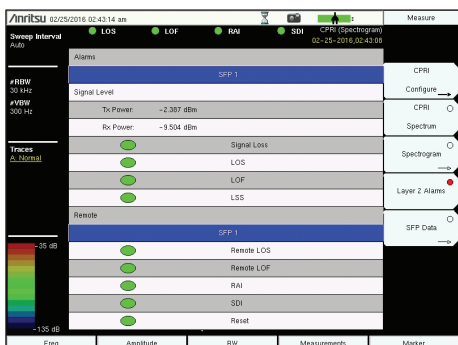 Anritsu 02/25/2016 02:43:14 am
Measure
Sweep Interval
Auto
LOS LOF RAI SDI CPRI (Spectrogram)
02-25-2016,02:43:08
#RBW
30 kHz
#VBW
300 Hz
Traces
A: Normal
-35 dB
-135 dB
Alarms
SFP 1
Signal Level
Tx Power: -2.387 dBm
Rx Power: -9.504 dBm
Signal Loss
LOS
LOF
LSS
Remote
SFP 1
Remote LOS
Remote LOF
RAI
SDI
Reset
CPRI
Configure
CPRI
Spectrum
Spectrogram
Layer 2 Alarms
SFP Data
Freq Amplitude BW Measurements Marker